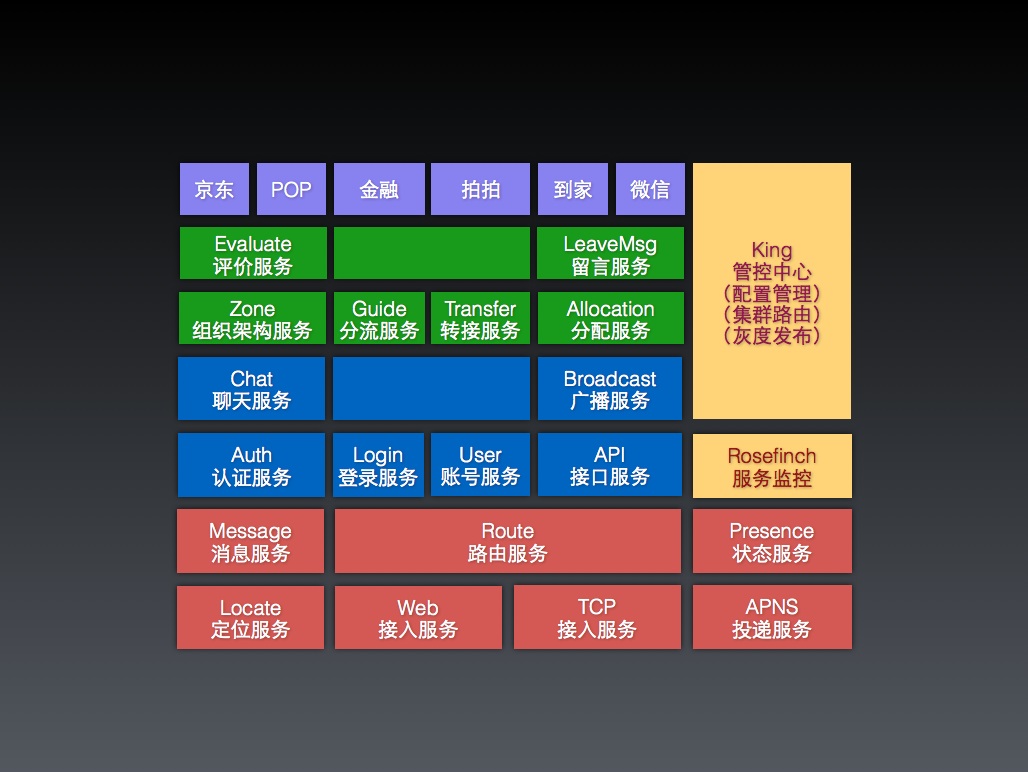 京东
POP
金融
拍拍
到家
微信
Evaluate
评价服务
LeaveMsg
留言服务
King
管控中心
(配置管理)
(集群路由)
(灰度发布)
Zone
组织架构服务
Guide
分流服务
Transfer
转接服务
Allocation
分配服务
Chat
聊天服务
Broadcast
广播服务
Auth
认证服务
Login
登录服务
User
账号服务
API
接口服务
Rosefinch
服务监控
Message
消息服务
Route
路由服务
Presence
状态服务
Locate
定位服务
Web
接入服务
TCP
接入服务
APNS
投递服务